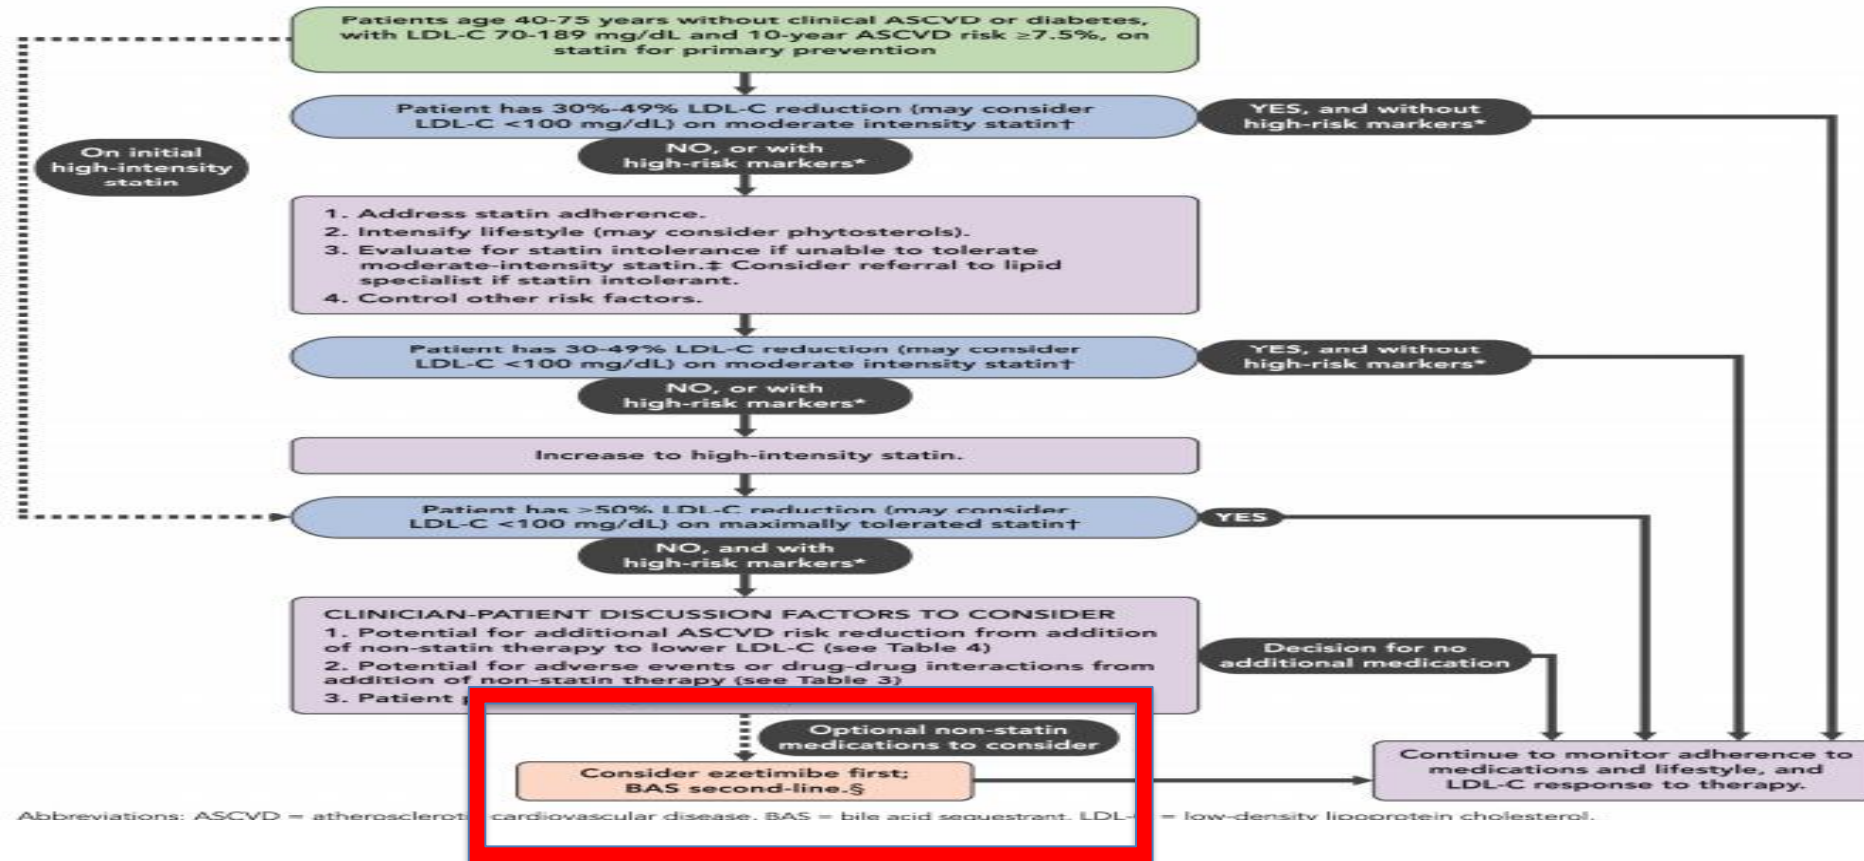 Patients age 40-75 years without clinical ASCVD or diabetes,
with LDL-C 70-189 mg/dL and 10-year ASCVD risk ≥7.5%, on
statin for primary prevention
Patient has 30%-49% LDL-C reduction (may consider
LDL-C <100 mg/dL) on moderate intensity statin†
YES, and without
high-risk markers*
On initial
high-intensity
statin
NO, or with
high-risk markers*
1. Address statin adherence.
2. Intensify lifestyle (may consider phytosterols).
3. Evaluate for statin intolerance if unable to tolerate
moderate-intensity statin.‡ Consider referral to lipid
specialist if statin intolerant.
4. Control other risk factors.
Patient has 30-49% LDL-C reduction (may consider
LDL-C <100 mg/dL) on moderate intensity statin†
YES, and without
high-risk markers*
NO, or with
high-risk markers*
Increase to high-intensity statin.
Patient has ≥50% LDL-C reduction (may consider
LDL-C <100 mg/dL) on maximally tolerated statin†
YES
NO, and with
high-risk markers*
CLINICIAN-PATIENT DISCUSSION FACTORS TO CONSIDER
1. Potential for additional ASCVD risk reduction from addition
of non-statin therapy to lower LDL-C (see Table 4)
2. Potential for adverse events or drug-drug interactions from
addition of non-statin therapy (see Table 3)
3. Patient
Decision for no
additional medication
Optional non-statin
medications to consider
Consider ezetimibe first;
BAS second-line.§
Continue to monitor adherence to
medications and lifestyle, and
LDL-C response to therapy.
Abbreviations: ASCVD = atherosclerotic cardiovascular disease, BAS = bile acid sequestrant, LDL-C = low-density lipoprotein cholesterol.